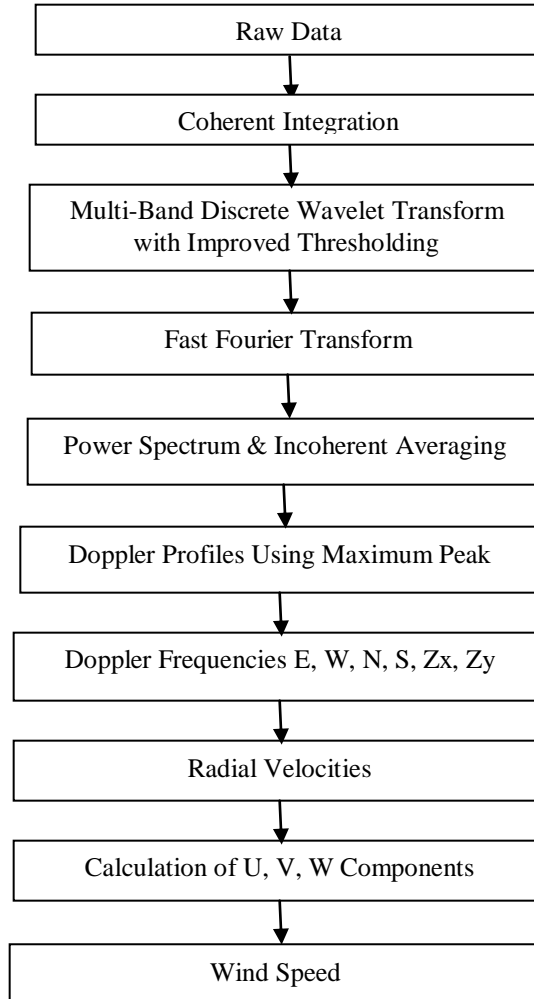 Raw Data
Coherent Integration
Multi-Band Discrete Wavelet Transform
with Improved Thresholding
Fast Fourier Transform
Power Spectrum & Incoherent Averaging
Doppler Profiles Using Maximum Peak
Doppler Frequencies E, W, N, S, Zx, Zy
Radial Velocities
Calculation of U, V, W Components
Wind Speed